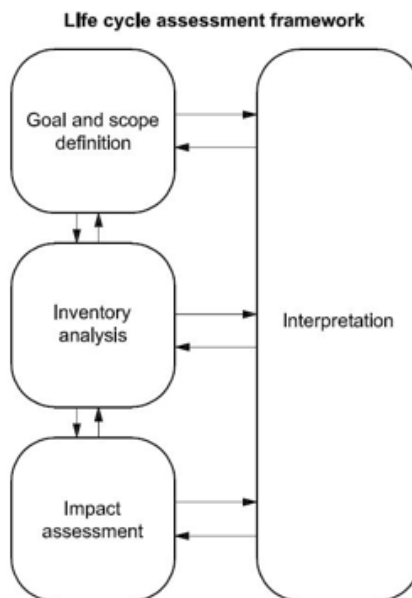 Life cycle assessment framework
Goal and scope
definition
Inventory
analysis
Interpretation
Impact
assessment